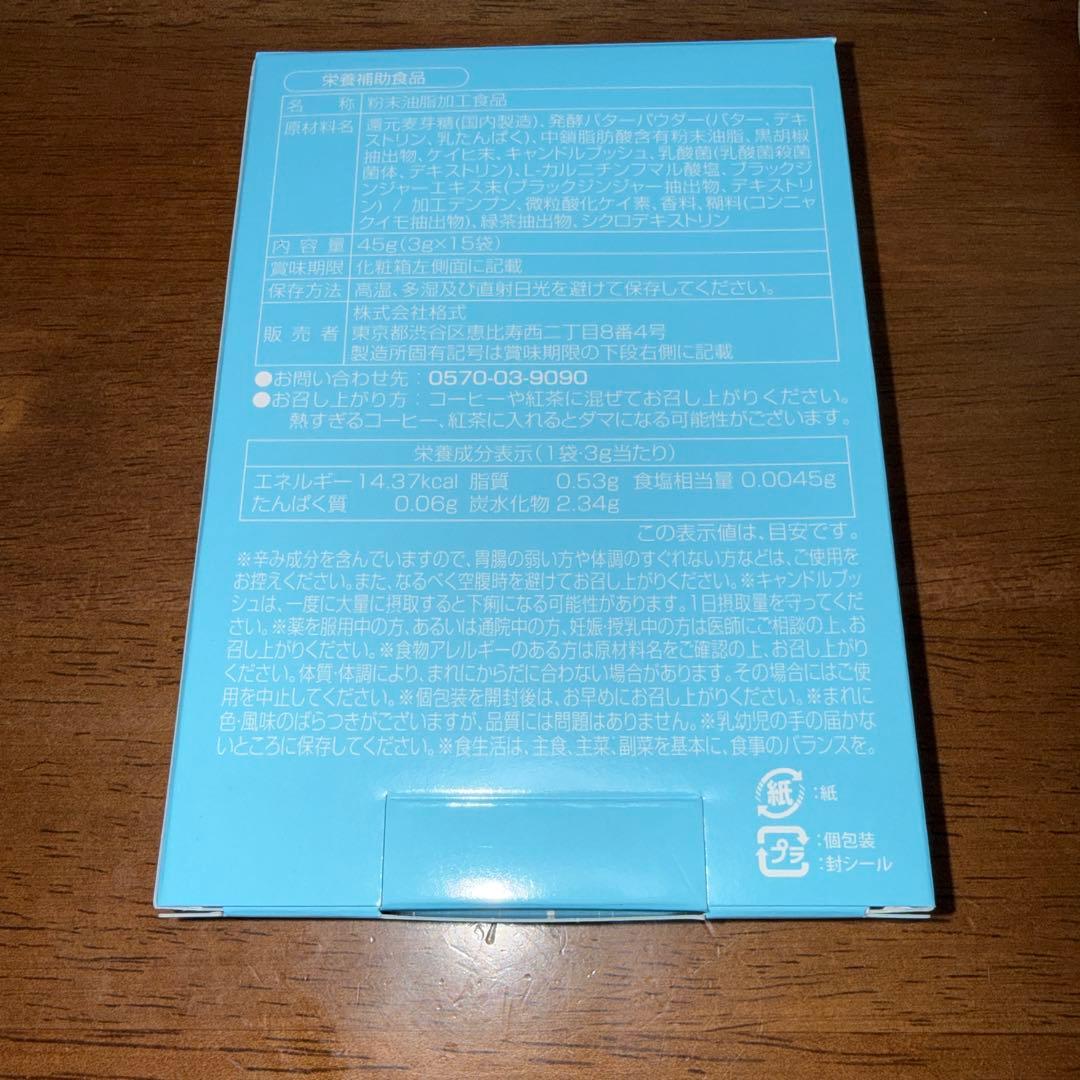 栄養補助食品
名 称 粉末油脂加工食品
原材料名 還元麦芽糖(国内製造)、発酵バターパウダー(バター、デキ
ストリン、乳たんぱく)、中鎖脂肪酸含有粉末油脂、黒胡椒
抽出物、ケイヒ末、キャンドルブッシュ、乳酸菌(乳酸菌殺菌
菌体、デキストリン)、L-カルニチンフマル酸塩、ブラックジ
ンジャーエキス末(ブラックジンジャー抽出物、デキストリ
ン) / 加工デンプン、微粒酸化ケイ素、香料、糊料(コンニャ
クイモ抽出物)、緑茶抽出物、シクロデキストリン
内 容 量 45g(3g×15袋)
賞味期限 化粧箱左側面に記載
保存方法 高温、多湿及び直射日光を避けて保存してください。
販 売 者 株式会社格式
東京都渋谷区恵比寿西二丁目8番4号
製造所固有記号は賞味期限の下段右側に記載
●お問い合わせ先：0570-03-9090
●お召し上がり方：コーヒーや紅茶に混ぜてお召し上がりください。
熱すぎるコーヒー、紅茶に入れるとダマになる可能性がございます。
栄養成分表示(1袋・3g当たり)
エネルギー 14.37kcal 脂質 0.53g 食塩相当量 0.0045g
たんぱく質 0.06g 炭水化物 2.34g
この表示値は、目安です。
※辛み成分を含んでいますので、胃腸の弱い方や体調のすぐれない方などは、ご使用を
お控えください。また、なるべく空腹時を避けてお召し上がりください。※キャンドルブッ
シュは、一度に大量に摂取すると下痢になる可能性があります。1日摂取量を守ってくだ
さい。※薬を服用中の方、あるいは通院中の方、妊娠・授乳中の方は医師にご相談の上、お
召し上がりください。※食物アレルギーのある方は原材料名をご確認の上、お召し上がり
ください。体質・体調により、まれにからだに合わない場合があります。その場合にはご使
用を中止してください。※個包装を開封後は、お早めにお召し上がりください。※まれに
色・風味のばらつきがございますが、品質には問題はありません。※乳幼児の手の届かな
いところに保存してください。※食生活は、主食、主菜、副菜を基本に、食事のバランスを。
紙 ：紙
プラ ：個包装
：封シール